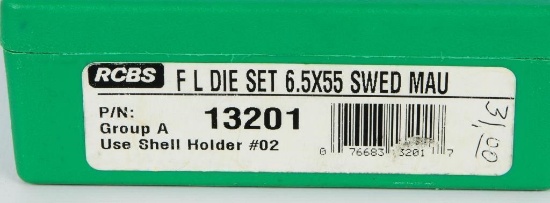 RCBS F L DIE SET 6.5X55 SWED MAU
P/N: 13201
Group A
Use Shell Holder #02
0 76683 13201 7
31,00